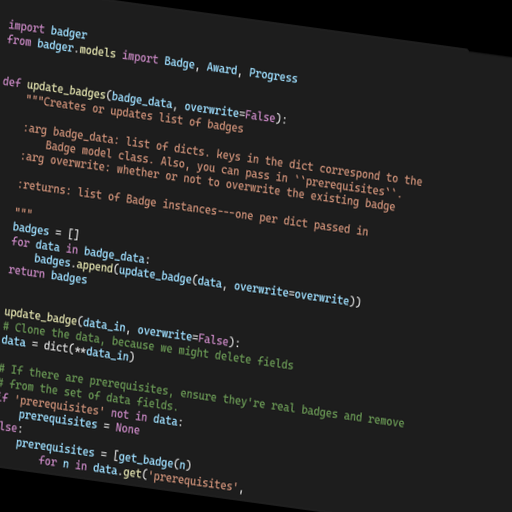 import badger
from badger.models import Badge, Award, Progress
def update_badges(badge_data, overwrite=False):
"""Creates or updates list of badges
:arg badge_data: list of dicts. keys in the dict correspond to the
Badge model class. Also, you can pass in ``prerequisites``.
:arg overwrite: whether or not to overwrite the existing badge
:returns: list of Badge instances---one per dict passed in
"""
badges = []
for data in badge_data:
badges.append(update_badge(data, overwrite=overwrite))
return badges
update_badge(data_in, overwrite=False):
# Clone the data, because we might delete fields
data = dict(**data_in)
# If there are prerequisites, ensure they're real badges and remove
# from the set of data fields.
if 'prerequisites' not in data:
prerequisites = None
lse:
prerequisites = [get_badge(n)
for n in data.get('prerequisites',